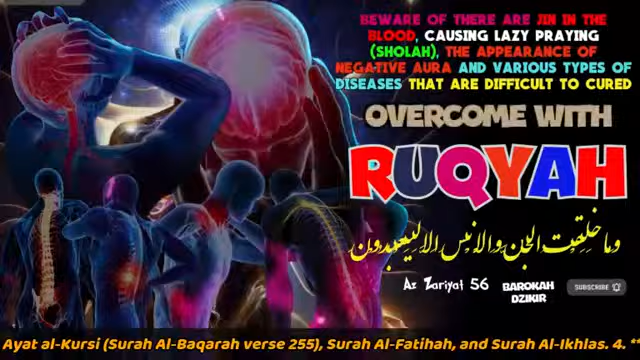 BEWARE OF THERE ARE JIN IN THE
BLOOD, CAUSING LAZY PRAYING
(SHOLAH), THE APPEARANCE OF
NEGATIVE AURA AND VARIOUS TYPES OF
DISEASES THAT ARE DIFFICULT TO CURED
OVERCOME WITH
RUQYAH
وما خلقت الجن والانس الا ليعبدون
Az Zariyat 56
BAROKAH
DZIKIR
SUBSCRIBE
Ayat al-Kursi (Surah Al-Baqarah verse 255), Surah Al-Fatihah, and Surah Al-Ikhlas. 4. **